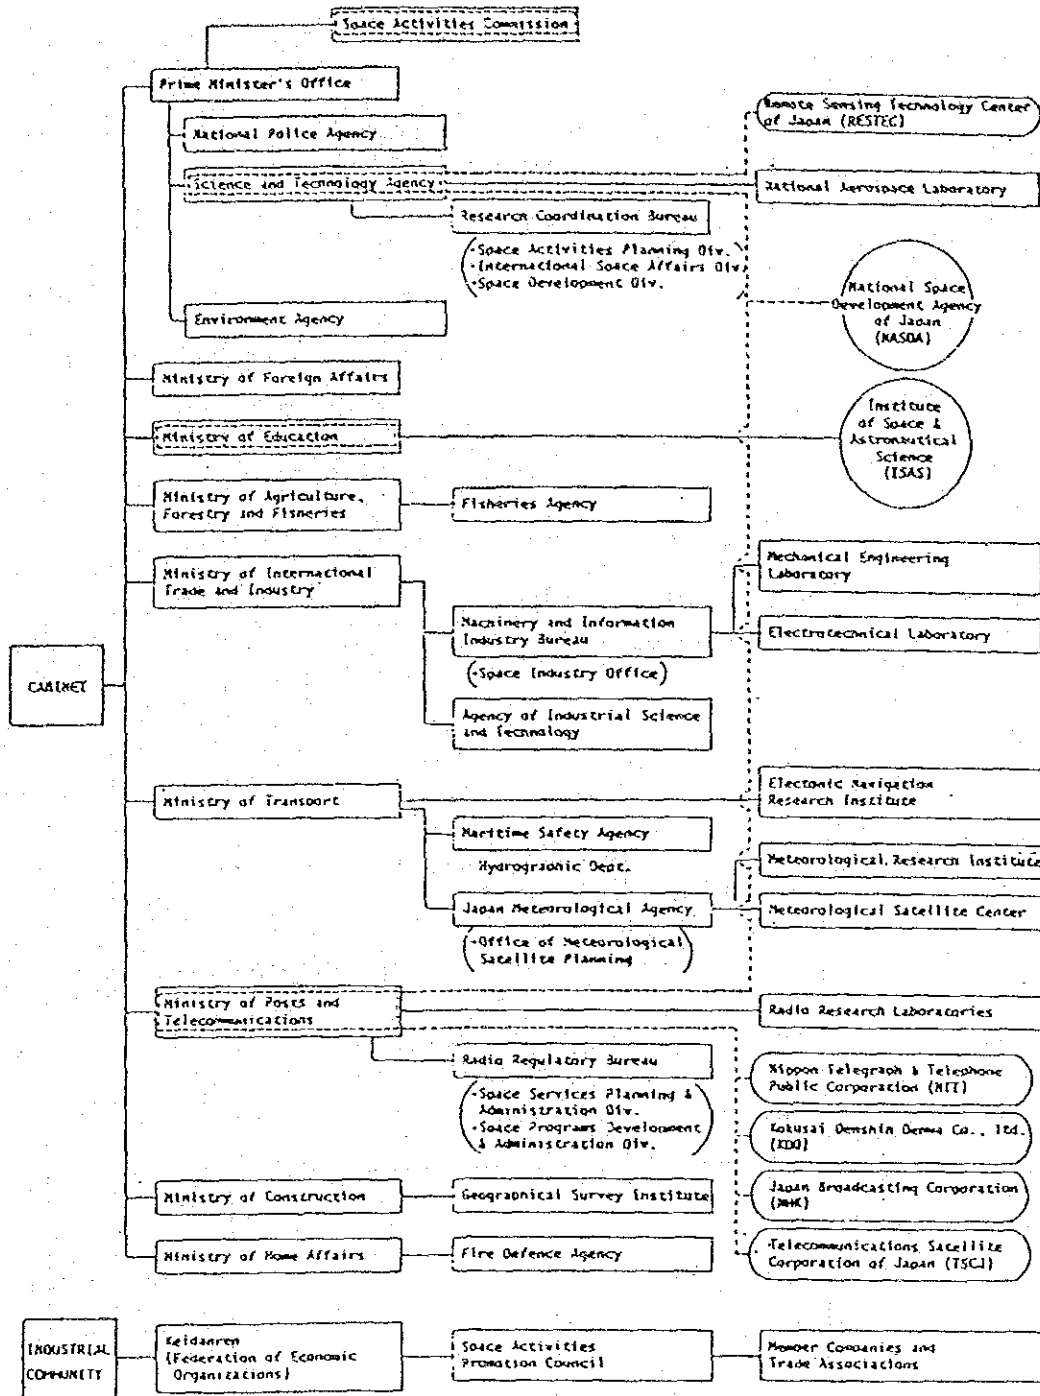 Space Activities Commission
Prime Minister's Office
National Police Agency
Science and Technology Agency
Research Coordination Bureau
(·Space Activities Planning Div.
·International Space Affairs Div.
·Space Development Div.)
Environment Agency
Remote Sensing Technology Center
of Japan (RESTEC)
National Aerospace Laboratory
National Space
Development Agency
of Japan
(NASDA)
Ministry of Foreign Affairs
Ministry of Education
Institute
of Space &
Astronautical
Science
(ISAS)
Ministry of Agriculture,
Forestry and Fisheries
Fisheries Agency
Ministry of International
Trade and Industry
Machinery and Information
Industry Bureau
(·Space Industry Office)
Agency of Industrial Science
and Technology
Mechanical Engineering
Laboratory
Electrotechnical Laboratory
CABINET
Ministry of Transport
Maritime Safety Agency
Hydrographic Dept.
Japan Meteorological Agency
(·Office of Meteorological
Satellite Planning)
Electonic Navigation
Research Institute
Meteorological Research Institute
Meteorological Satellite Center
Ministry of Posts and
Telecommunications
Radio Regulatory Bureau
(·Space Services Planning &
Administration Div.
·Space Programs Development
& Administration Div.)
Radio Research Laboratories
Nippon Telegraph & Telephone
Public Corporation (NTT)
Kokusai Denshin Denwa Co., ltd.
(KDD)
Japan Broadcasting Corporation
(NHK)
Telecommunications Satellite
Corporation of Japan (TSCJ)
Ministry of Construction
Geographical Survey Institute
Ministry of Home Affairs
Fire Defence Agency
INDUSTRIAL
COMMUNITY
Keidanren
(Federation of Economic
Organizations)
Space Activities
Promotion Council
Member Companies and
Trade Associations